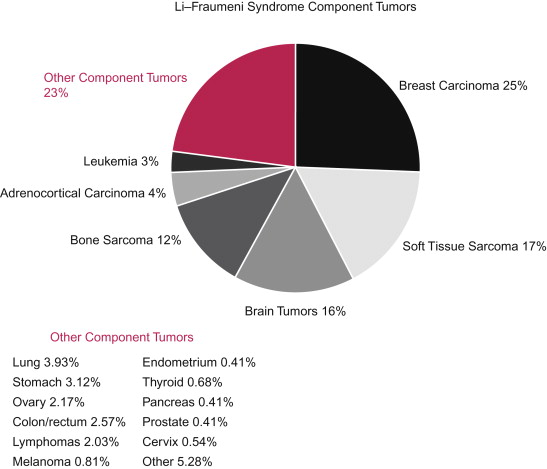 Li–Fraumeni Syndrome Component Tumors
Other Component Tumors
23%
Breast Carcinoma 25%
Leukemia 3%
Adrenocortical Carcinoma 4%
Bone Sarcoma 12%
Soft Tissue Sarcoma 17%
Brain Tumors 16%
Other Component Tumors
Lung 3.93%
Stomach 3.12%
Ovary 2.17%
Colon/rectum 2.57%
Lymphomas 2.03%
Melanoma 0.81%
Endometrium 0.41%
Thyroid 0.68%
Pancreas 0.41%
Prostate 0.41%
Cervix 0.54%
Other 5.28%